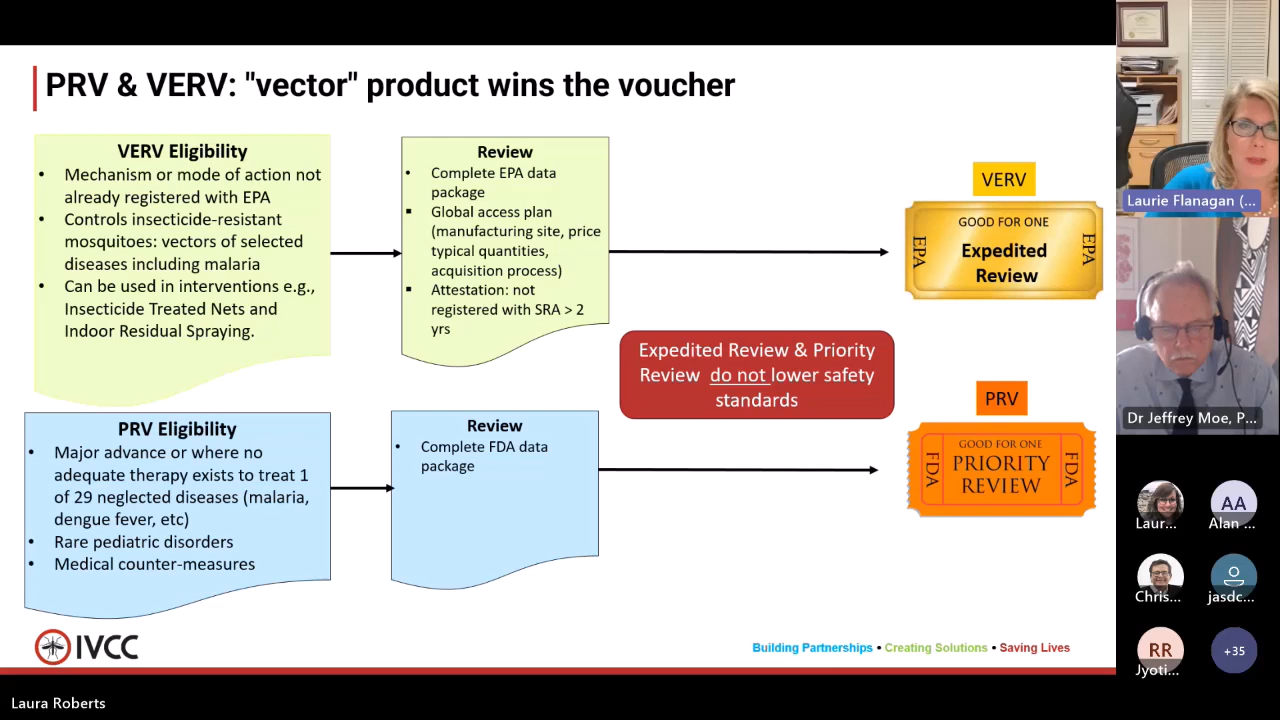 PRV & VERV: "vector" product wins the voucher
VERV Eligibility
• Mechanism or mode of action not
already registered with EPA
• Controls insecticide-resistant
mosquitoes: vectors of selected
diseases including malaria
• Can be used in interventions e.g.,
Insecticide Treated Nets and
Indoor Residual Spraying.
Review
• Complete EPA data
package
▪ Global access plan
(manufacturing site, price
typical quantities,
acquisition process)
▪ Attestation: not
registered with SRA > 2
yrs
VERV
GOOD FOR ONE
Expedited
Review
EPA
EPA
Expedited Review & Priority
Review do not lower safety
standards
PRV Eligibility
• Major advance or where no
adequate therapy exists to treat 1
of 29 neglected diseases (malaria,
dengue fever, etc)
• Rare pediatric disorders
• Medical counter-measures
Review
• Complete FDA data
package
PRV
GOOD FOR ONE
PRIORITY
REVIEW
FDA
FDA
IVCC
Building Partnerships • Creating Solutions • Saving Lives
Laurie Flanagan (...
Dr Jeffrey Moe, P...
Laur...
AA
Alan ...
Chris...
jasdc...
RR
Jyoti...
+35
Laura Roberts